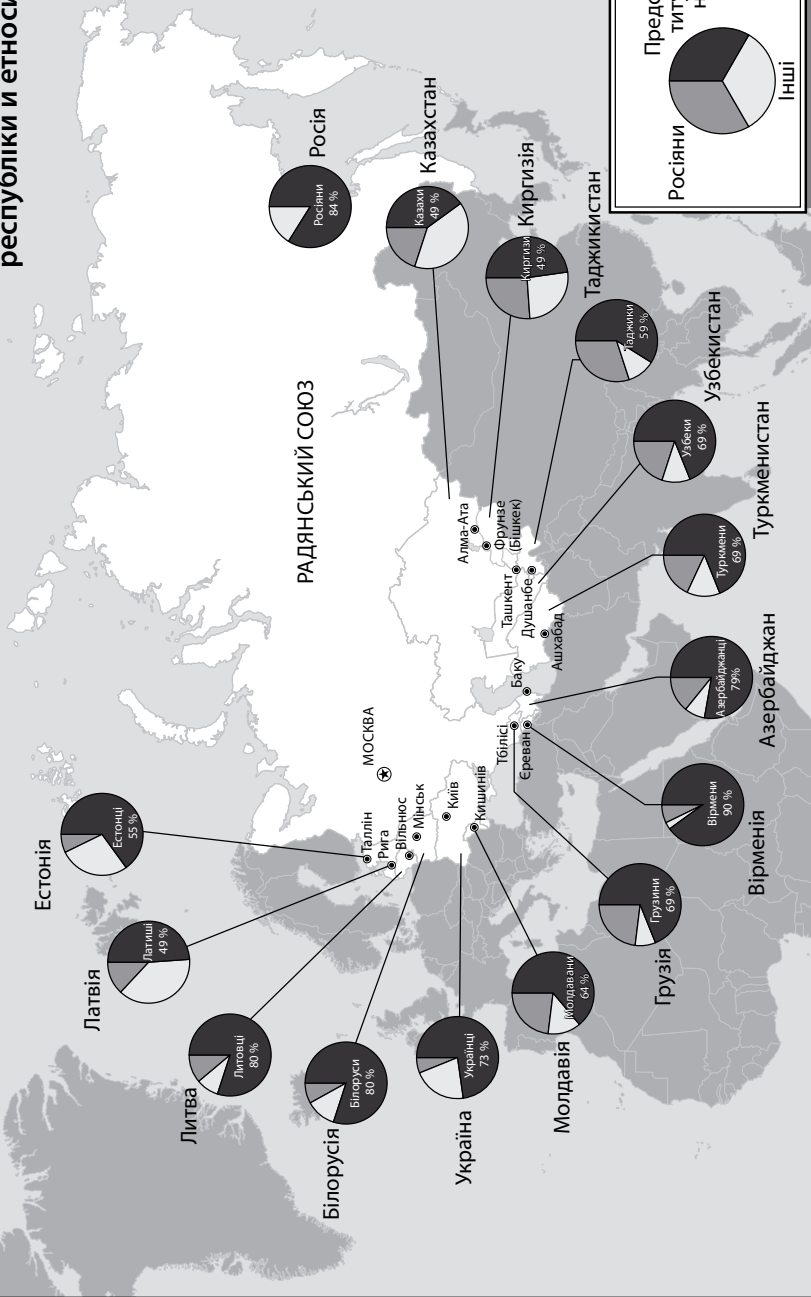 республіки и етноси
РАДЯНСЬКИЙ СОЮЗ
МОСКВА
Таллін
Рига
Вільнюс
Мінськ
Київ
Кишинів
Тбілісі
Єреван
Баку
Ашхабад
Душанбе
Ташкент
Фрунзе
(Бішкек)
Алма-Ата
Естонія
Естонці
55 %
Латвія
Латиші
49 %
Литва
Литовці
80 %
Білорусія
Білоруси
80 %
Україна
Українці
73 %
Молдавія
Молдавани
64 %
Грузія
Грузини
69 %
Вірменія
Вірмени
90 %
Азербайджан
Азербайджанці
79%
Туркменистан
Туркмени
69 %
Узбекистан
Узбеки
69 %
Таджикистан
Таджики
59 %
Киргизія
Киргизи
49 %
Казахстан
Казахи
49 %
Росія
Росіяни
84 %
Росіяни
Інші